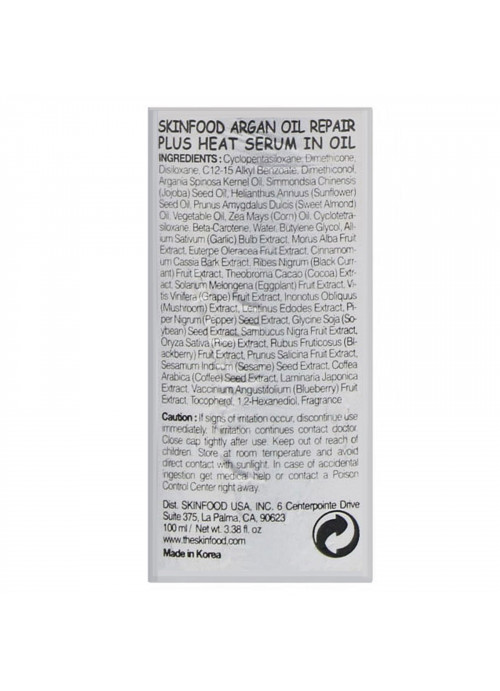 SKINFOOD ARGAN OIL REPAIR
PLUS HEAT SERUM IN OIL
INGREDIENTS : Cyclopentasiloxane, Dimethicone,
Disiloxane, C12-15 Alkyl Benzoate, Dimethiconol,
Argania Spinosa Kernel Oil, Simmondsia Chinensis
(Jojoba) Seed Oil, Helianthus Annuus (Sunflower)
Seed Oil, Prunus Amygdalus Dulcis (Sweet Almond)
Oil, Vegetable Oil, Zea Mays (Corn) Oil, Cyclotetra-
siloxane, Beta-Carotene, Water, Butylene Glycol, Al-
lium Sativum (Garlic) Bulb Extract, Morus Alba Fruit
Extract, Euterpe Oleracea Fruit Extract, Cinnamom-
um Cassia Bark Extract, Ribes Nigrum (Black Curr-
ant) Fruit Extract, Theobroma Cacao (Cocoa) Extr-
act, Solanum Melongena (Eggplant) Fruit Extract, Vi-
tis Vinifera (Grape) Fruit Extract, Inonotus Obliquus
(Mushroom) Extract, Lentinus Edodes Extract, Pi-
per Nigrum (Pepper) Seed Extract, Glycine Soja (So-
ybean) Seed Extract, Sambucus Nigra Fruit Extract,
Oryza Sativa (Rice) Extract, Rubus Fruticosus (Bl-
ackberry) Fruit Extract, Prunus Salicina Fruit Extract,
Sesamum Indicum (Sesame) Seed Extract, Coffea
Arabica (Coffee) Seed Extract, Laminaria Japonica
Extract, Vaccinium Angustifolium (Blueberry) Fruit
Extract, Tocopherol, 1,2-Hexanediol, Fragrance
Caution : If signs of irritation occur, discontinue use
immediately. If irritation continues contact doctor.
Close cap tightly after use. Keep out of reach of
children. Store at room temperature and avoid
direct contact with sunlight. In case of accidental
ingestion get medical help or contact a Poison
Control Center right away.
Dist. SKINFOOD USA, INC. 6 Centerpointe Drive
Suite 375, La Palma, CA, 90623
100 ml Net wt. 3.38 fl. oz
www.theskinfood.com
Made in Korea